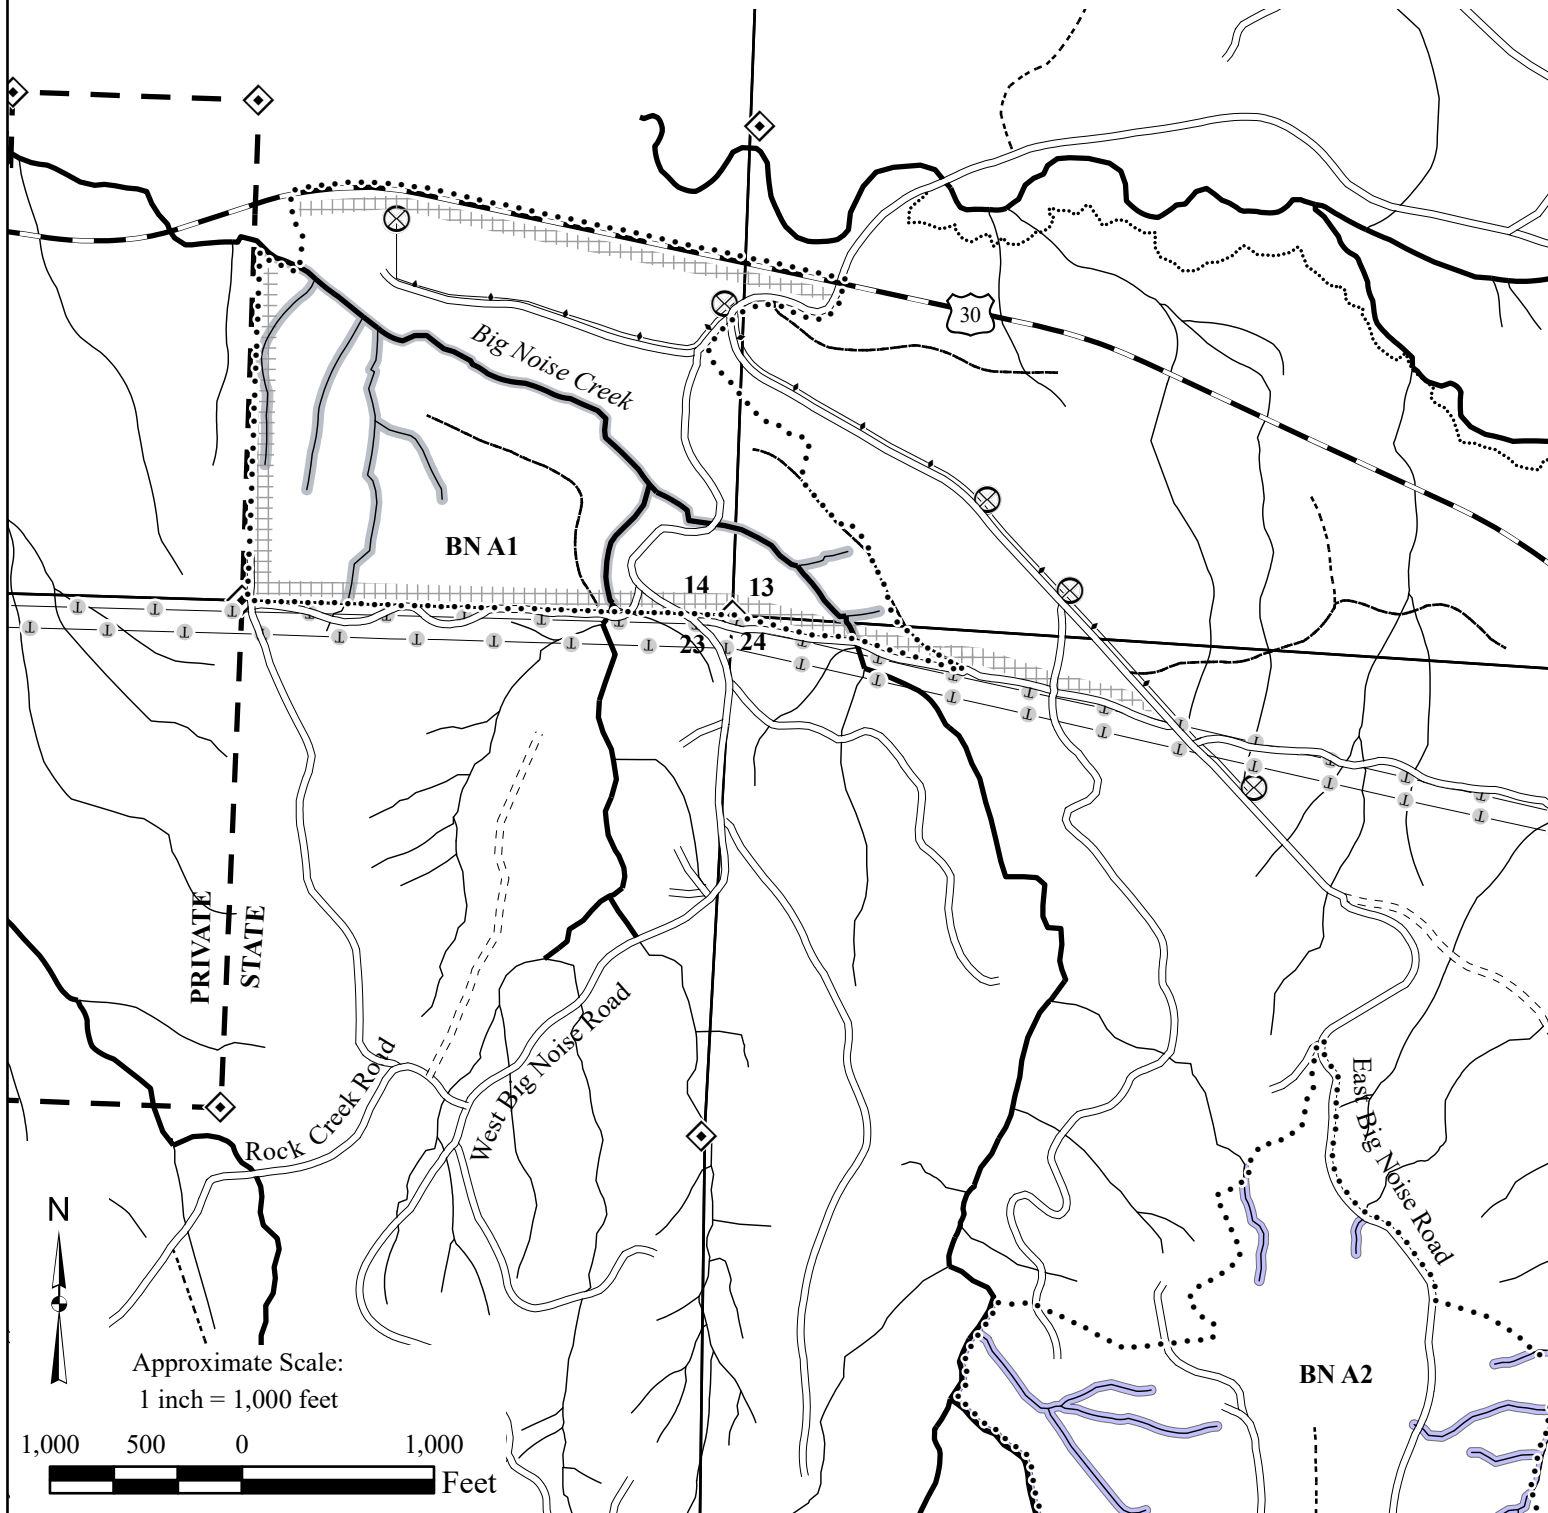 30
Big Noise Creek
BN A1
14
13
23
24
PRIVATE
STATE
Rock Creek Road
West Big Noise Road
East Big Noise Road
BN A2
N
Approximate Scale:
1 inch = 1,000 feet
1,000 500 0 1,000
Feet